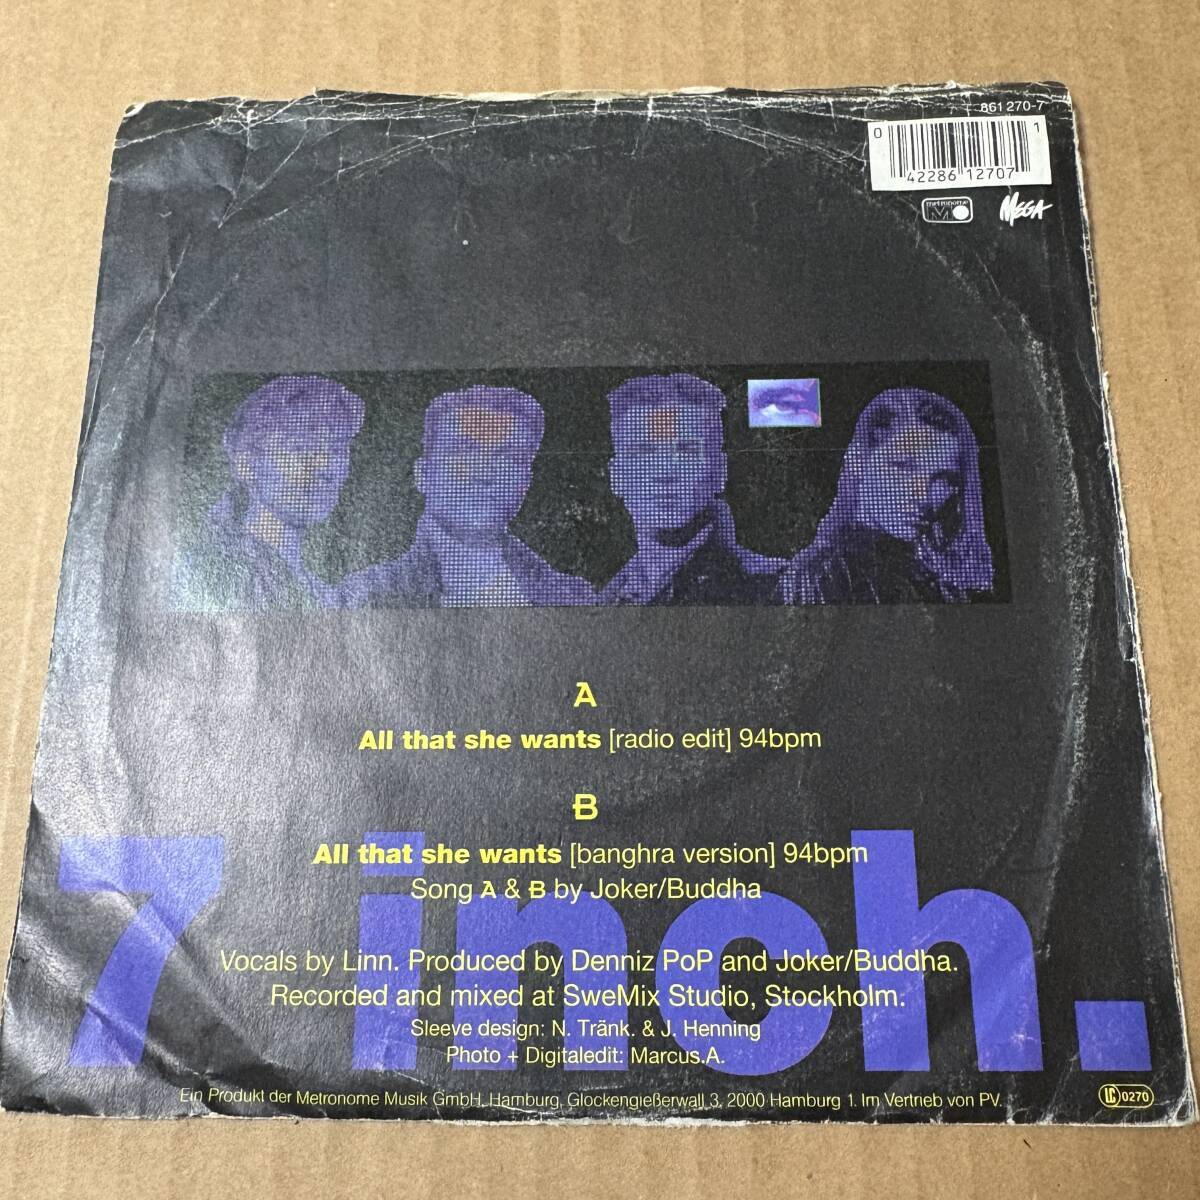 861 270-7
0 42286 12707 1
metronome
MEGA
A
All that she wants [radio edit] 94bpm
B
All that she wants [banghra version] 94bpm
Song A & B by Joker/Buddha
7 inch.
Vocals by Linn. Produced by Denniz PoP and Joker/Buddha.
Recorded and mixed at SweMix Studio, Stockholm.
Sleeve design: N. Tränk. & J. Henning
Photo + Digitaledit: Marcus.A.
Ein Produkt der Metronome Musik GmbH, Hamburg, Glockengießerwall 3, 2000 Hamburg 1. Im Vertrieb von PV.
LC 0270